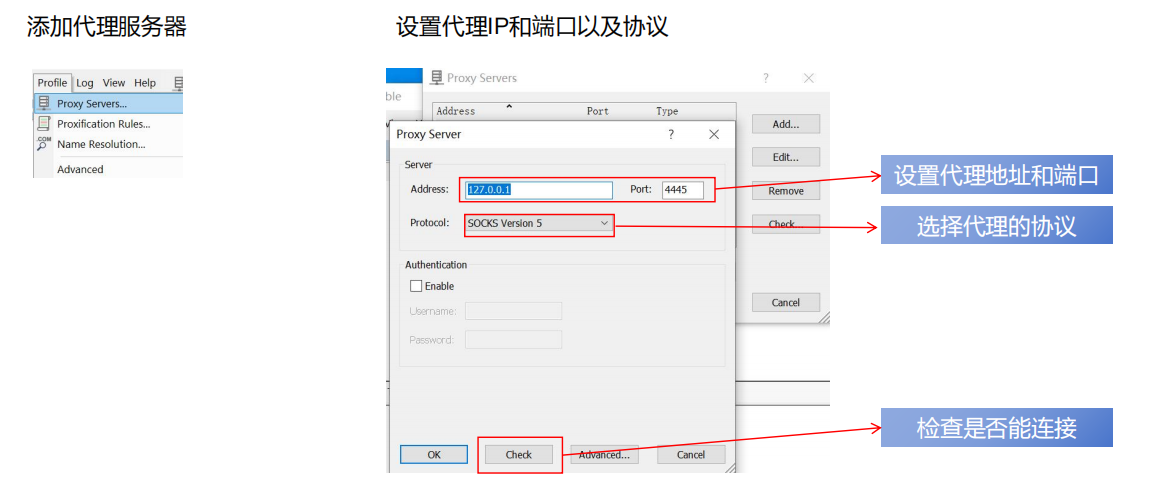 添加代理服务器
设置代理IP和端口以及协议
Profile Log View Help
Proxy Servers...
Proxification Rules...
Name Resolution...
Advanced
Proxy Servers
?
ble
Address Port Type
Add...
Edit...
Remove
Check...
Cancel
Proxy Server
?
Server
Address: 127.0.0.1 Port: 4445
Protocol: SOCKS Version 5
Authentication
Enable
Username:
Password:
OK Check Advanced... Cancel
设置代理地址和端口
选择代理的协议
检查是否能连接